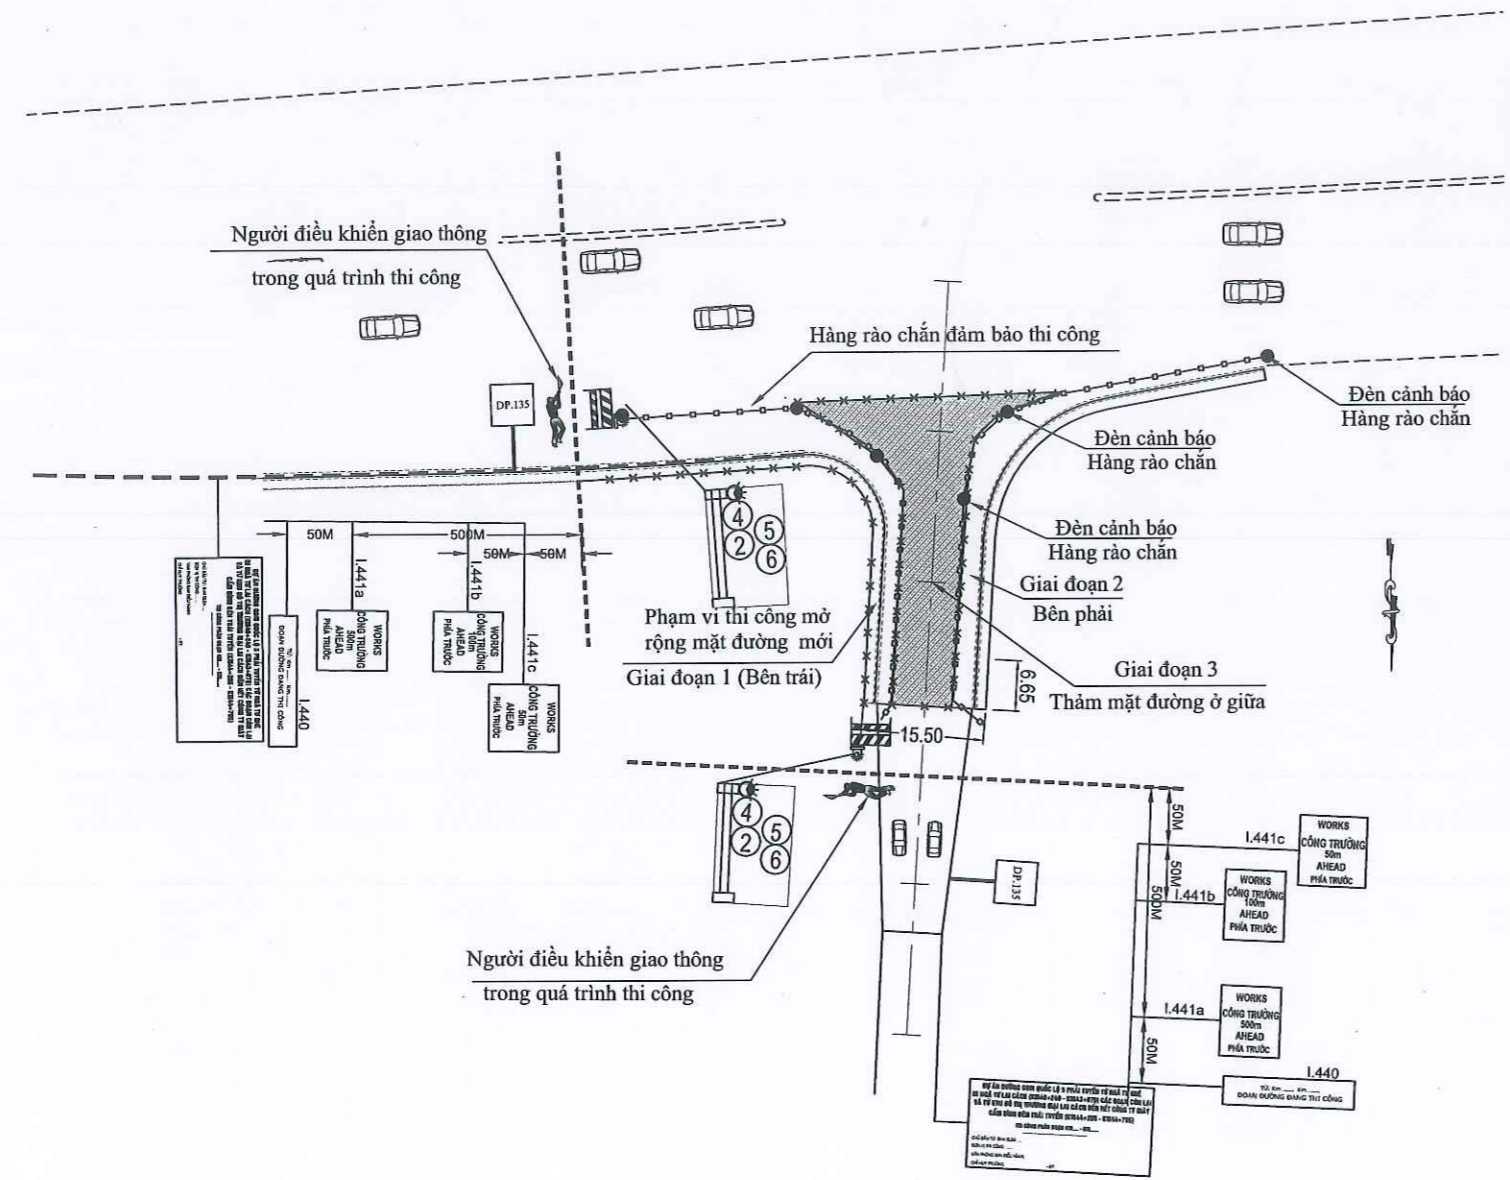 Người điều khiển giao thông
trong quá trình thi công
DP.135
Hàng rào chắn đảm bảo thi công
Đèn cảnh báo
Hàng rào chắn
Đèn cảnh báo
Hàng rào chắn
Đèn cảnh báo
Hàng rào chắn
4
5
2
6
Giai đoạn 2
Bên phải
Phạm vi thi công mở
rộng mặt đường mới
Giai đoạn 1 (Bên trái)
Giai đoạn 3
Thảm mặt đường ở giữa
6.65
15.50
50M
500M
50M
50M
I.441a
I.441b
I.441c
I.440
WORKS
CÔNG TRƯỜNG
500m
AHEAD
PHÍA TRƯỚC
WORKS
CÔNG TRƯỜNG
100m
AHEAD
PHÍA TRƯỚC
WORKS
CÔNG TRƯỜNG
50m
AHEAD
PHÍA TRƯỚC
ĐOẠN ĐƯỜNG ĐANG THI CÔNG
4
5
2
6
DP.135
Người điều khiển giao thông
trong quá trình thi công
50M
50M
500M
50M
I.441c
WORKS
CÔNG TRƯỜNG
50m
AHEAD
PHÍA TRƯỚC
I.441b
WORKS
CÔNG TRƯỜNG
100m
AHEAD
PHÍA TRƯỚC
I.441a
WORKS
CÔNG TRƯỜNG
500m
AHEAD
PHÍA TRƯỚC
I.440
ĐOẠN ĐƯỜNG ĐANG THI CÔNG